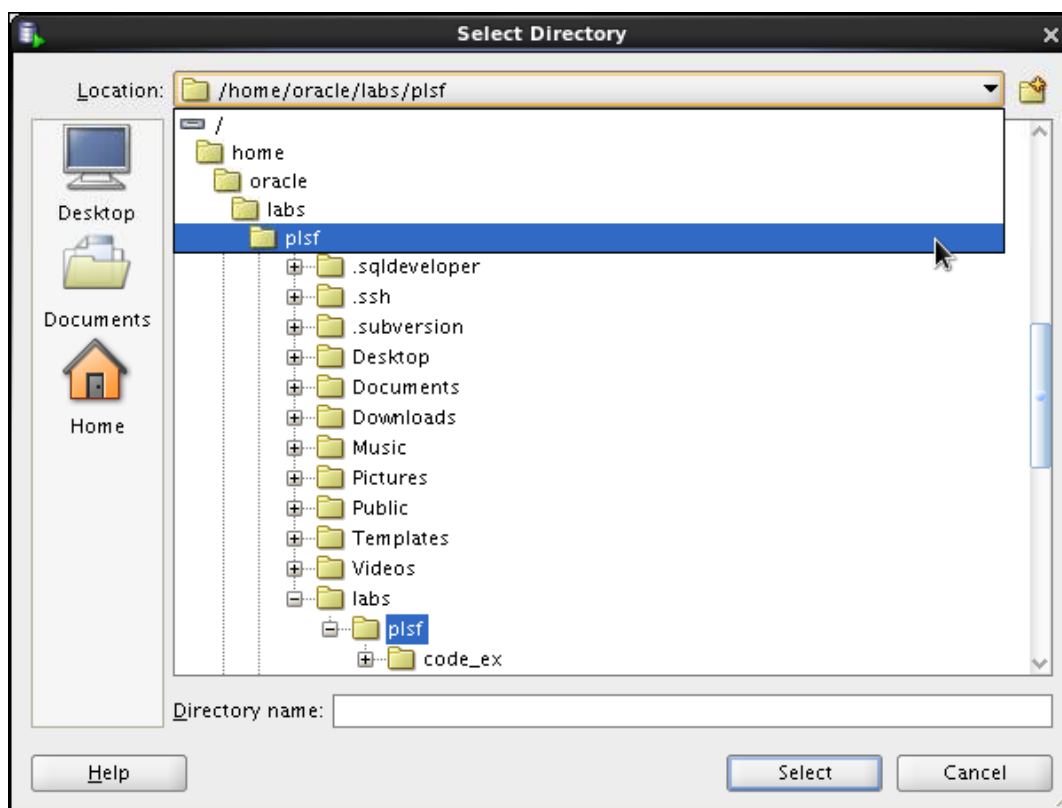 Select Directory
Location: /home/oracle/labs/plsf
/
home
oracle
labs
plsf
Desktop
Documents
Home
.sqldeveloper
.ssh
.subversion
Desktop
Documents
Downloads
Music
Pictures
Public
Templates
Videos
labs
plsf
code_ex
Directory name:
Help
Select
Cancel